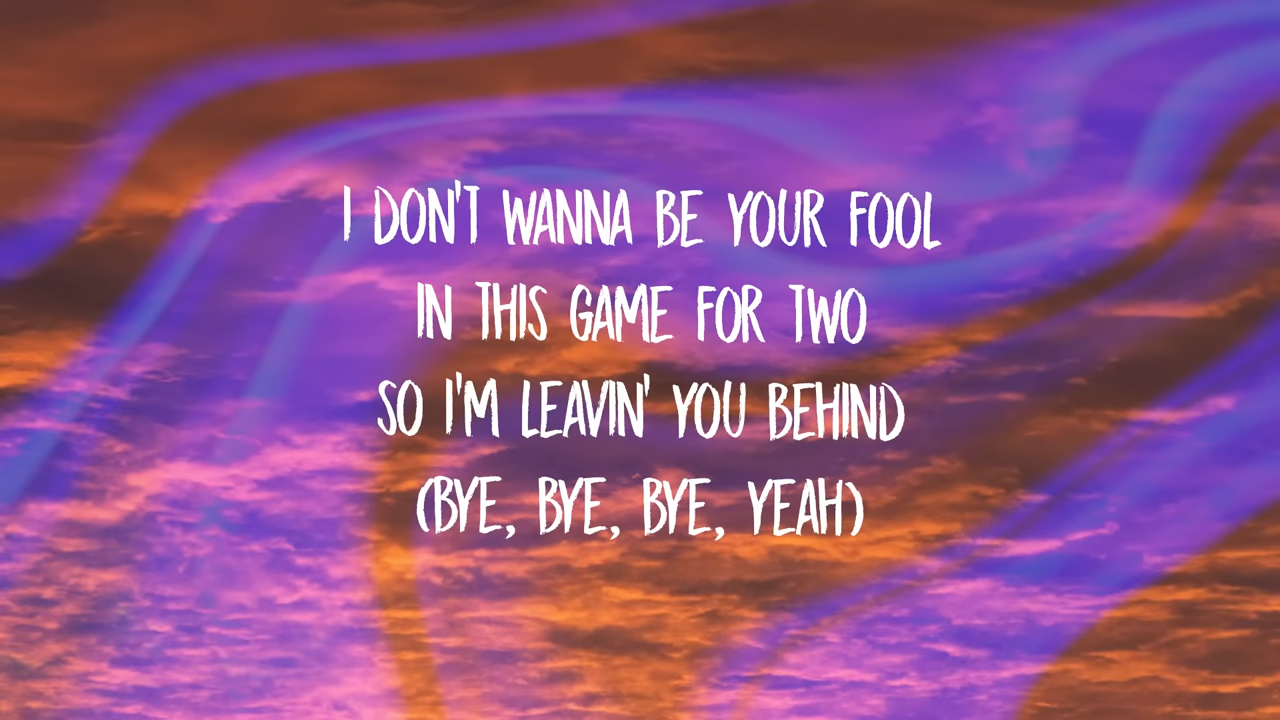 I DON'T WANNA BE YOUR FOOL
IN THIS GAME FOR TWO
SO I'M LEAVIN' YOU BEHIND
(BYE, BYE, BYE, YEAH)